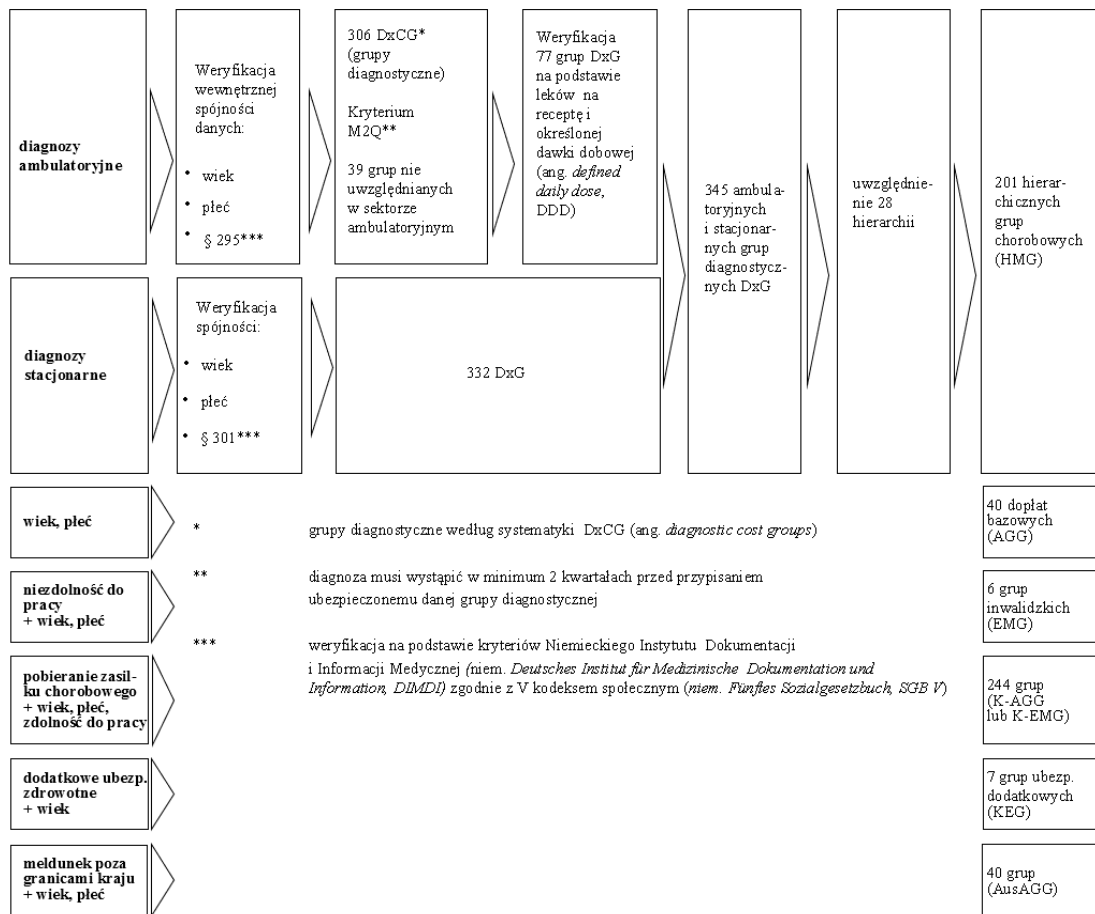 diagnozy
ambulatoryjne
Weryfikacja
wewnętrznej
spójności
danych:
• wiek
• płeć
• § 295***
306 DxCG*
(grupy
diagnostyczne)
Kryterium
M2Q**
39 grup nie
uwzględnianych
w sektorze
ambulatoryjnym
Weryfikacja
77 grup DxG
na podstawie
leków na
receptę i
określonej
dawki dobowej
(ang. defined
daily dose,
DDD)
345 ambula-
toryjnych
i stacjonar-
nych grup
diagnostycz-
nych DxG
uwzględnie-
nie 28
hierarchii
201 hierar-
chicznych
grup
chorobowych
(HMG)
diagnozy
stacjonarne
Weryfikacja
spójności:
• wiek
• płeć
• § 301***
332 DxG
wiek, płeć
* grupy diagnostyczne według systematyki DxCG (ang. diagnostic cost groups)
40 dopłat
bazowych
(AGG)
niezdolność do
pracy
+ wiek, płeć
** diagnoza musi wystąpić w minimum 2 kwartałach przed przypisaniem
ubezpieczonemu danej grupy diagnostycznej
6 grup
inwalidzkich
(EMG)
pobieranie zasił-
ku chorobowego
+ wiek, płeć,
zdolność do pracy
*** weryfikacja na podstawie kryteriów Niemieckiego Instytutu Dokumentacji
i Informacji Medycznej (niem. Deutsches Institut für Medizinische Dokumentation und
Information, DIMDI) zgodnie z V kodeksem społecznym (niem. Fünftes Sozialgesetzbuch, SGB V)
244 grup
(K-AGG
lub K-EMG)
dodatkowe ubezp.
zdrowotne
+ wiek
7 grup ubezp.
dodatkowych
(KEG)
meldunek poza
granicami kraju
+ wiek, płeć
40 grup
(AusAGG)